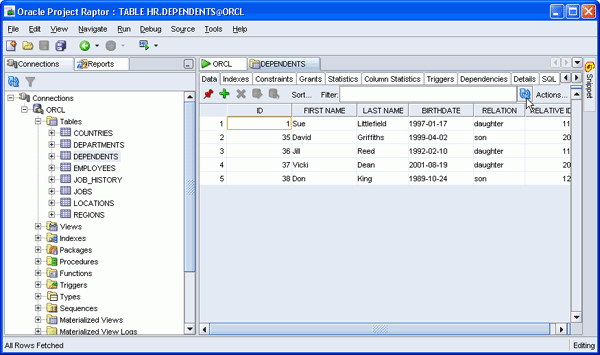 Oracle Project Raptor : TABLE HR.DEPENDENTS@ORCL
File Edit View Navigate Run Debug Source Tools Help
Connections Reports
Connections
ORCL
Tables
COUNTRIES
DEPARTMENTS
DEPENDENTS
EMPLOYEES
JOB_HISTORY
JOBS
LOCATIONS
REGIONS
Views
Indexes
Packages
Procedures
Functions
Triggers
Types
Sequences
Materialized Views
Materialized View Logs
ORCL DEPENDENTS
Data Indexes Constraints Grants Statistics Column Statistics Triggers Dependencies Details SQL
Sort... Filter: Actions...
ID FIRST NAME LAST NAME BIRTHDATE RELATION RELATIVE ID
1 1 Sue Littlefield 1997-01-17 daughter 11
2 35 David Griffiths 1999-04-02 son 20
3 36 Jill Reed 1992-02-10 daughter 11
4 37 Vicki Dean 2001-08-19 daughter 20
5 38 Don King 1989-10-24 son 12
Snippet
All Rows Fetched Editing